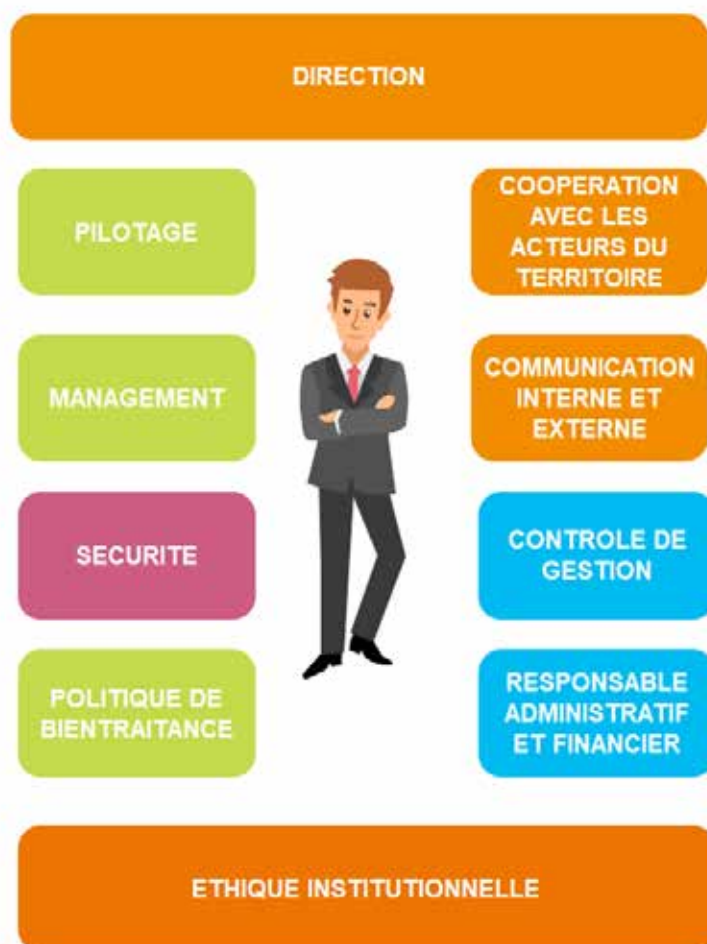 DIRECTION
PILOTAGE
COOPERATION
AVEC LES
ACTEURS DU
TERRITOIRE
MANAGEMENT
COMMUNICATION
INTERNE ET
EXTERNE
SECURITE
CONTROLE DE
GESTION
POLITIQUE DE
BIENTRAITANCE
RESPONSABLE
ADMINISTRATIF
ET FINANCIER
ETHIQUE INSTITUTIONNELLE